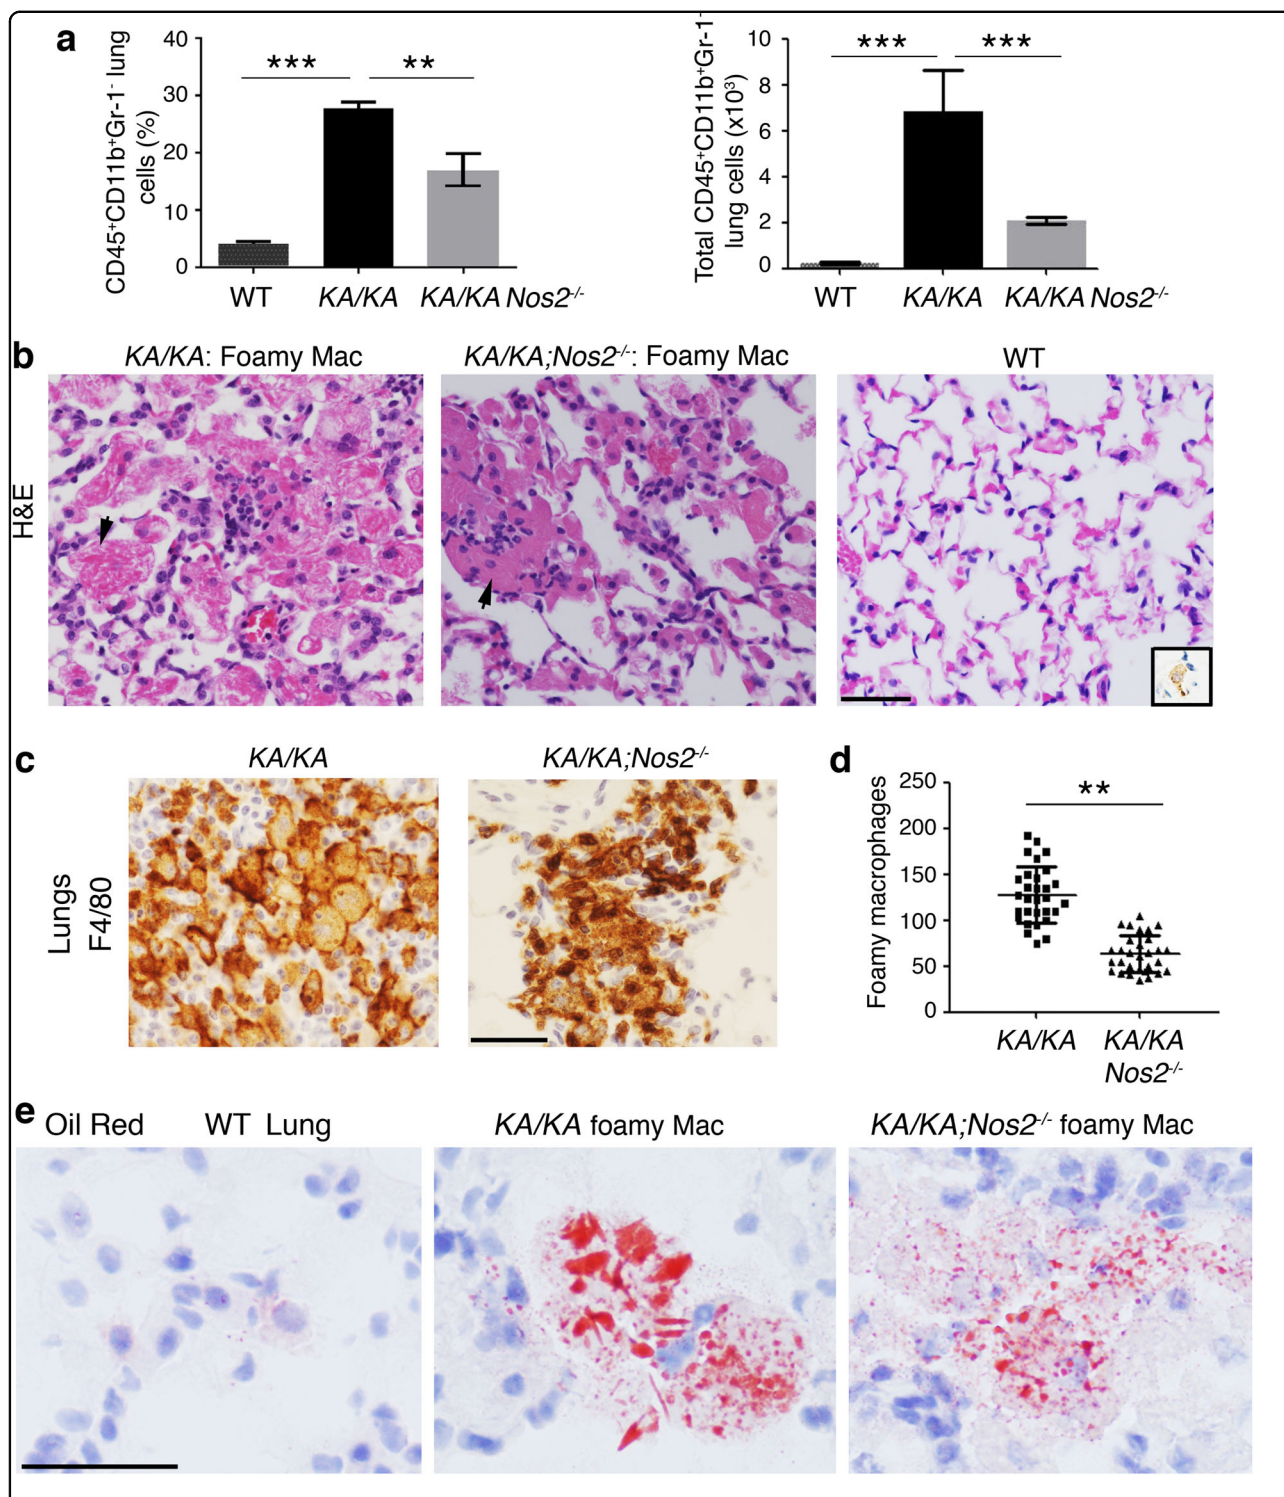 a
CD45⁺CD11b⁺Gr-1⁻ lung
cells (%)
40
30
20
10
0
***
**
WT
KA/KA
KA/KA Nos2⁻/⁻
Total CD45⁺CD11b⁺Gr-1⁻
lung cells (x10³)
10
8
6
4
2
0
***
***
WT
KA/KA
KA/KA Nos2⁻/⁻
b
KA/KA: Foamy Mac
KA/KA;Nos2⁻/⁻: Foamy Mac
WT
H&E
c
KA/KA
KA/KA;Nos2⁻/⁻
Lungs
F4/80
d
Foamy macrophages
250
200
150
100
50
0
**
KA/KA
KA/KA
Nos2⁻/⁻
e
Oil Red
WT Lung
KA/KA foamy Mac
KA/KA;Nos2⁻/⁻ foamy Mac